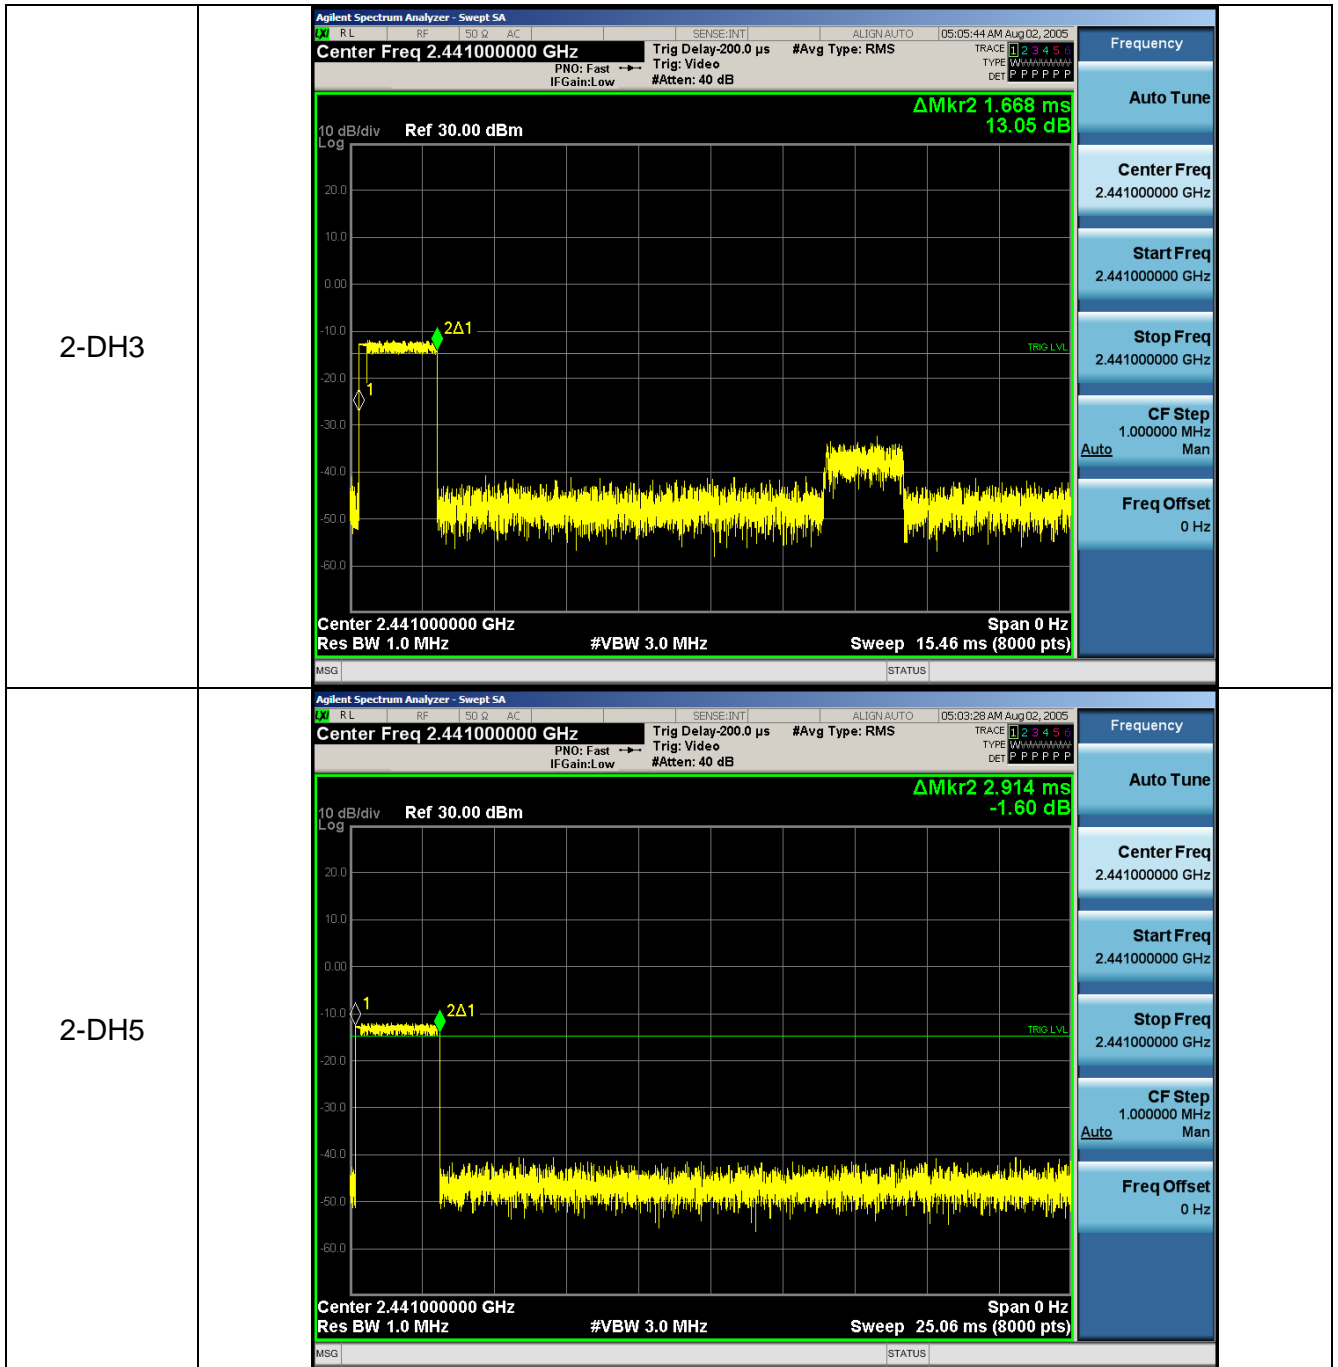 2-DH3
Agilent Spectrum Analyzer - Swept SA
LXI RL RF 50 Ω AC SENSE:INT ALIGN AUTO 05:05:44 AM Aug 02, 2005
Center Freq 2.441000000 GHz
PNO: Fast
IFGain:Low
Trig Delay-200.0 µs
Trig: Video
#Atten: 40 dB
#Avg Type: RMS
TRACE 1 2 3 4 5 6
TYPE W
DET P P P P P P
ΔMkr2 1.668 ms
13.05 dB
10 dB/div Ref 30.00 dBm
Log
20.0
10.0
0.00
-10.0
2Δ1
TRIG LVL
-20.0
1
-30.0
-40.0
-50.0
-60.0
Center 2.441000000 GHz Span 0 Hz
Res BW 1.0 MHz #VBW 3.0 MHz Sweep 15.46 ms (8000 pts)
MSG STATUS
Frequency
Auto Tune
Center Freq
2.441000000 GHz
Start Freq
2.441000000 GHz
Stop Freq
2.441000000 GHz
CF Step
1.000000 MHz
Auto Man
Freq Offset
0 Hz
2-DH5
Agilent Spectrum Analyzer - Swept SA
LXI RL RF 50 Ω AC SENSE:INT ALIGN AUTO 05:03:28 AM Aug 02, 2005
Center Freq 2.441000000 GHz
PNO: Fast
IFGain:Low
Trig Delay-200.0 µs
Trig: Video
#Atten: 40 dB
#Avg Type: RMS
TRACE 1 2 3 4 5 6
TYPE W
DET P P P P P P
ΔMkr2 2.914 ms
-1.60 dB
10 dB/div Ref 30.00 dBm
Log
20.0
10.0
0.00
-10.0
1
2Δ1
TRIG LVL
-20.0
-30.0
-40.0
-50.0
-60.0
Center 2.441000000 GHz Span 0 Hz
Res BW 1.0 MHz #VBW 3.0 MHz Sweep 25.06 ms (8000 pts)
MSG STATUS
Frequency
Auto Tune
Center Freq
2.441000000 GHz
Start Freq
2.441000000 GHz
Stop Freq
2.441000000 GHz
CF Step
1.000000 MHz
Auto Man
Freq Offset
0 Hz